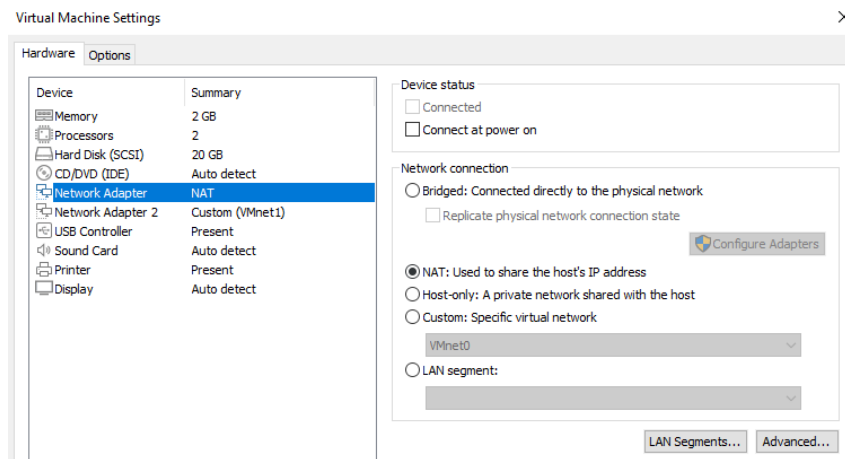 Virtual Machine Settings
Hardware Options
Device Summary
Memory 2 GB
Processors 2
Hard Disk (SCSI) 20 GB
CD/DVD (IDE) Auto detect
Network Adapter NAT
Network Adapter 2 Custom (VMnet1)
USB Controller Present
Sound Card Auto detect
Printer Present
Display Auto detect
Device status
Connected
Connect at power on
Network connection
Bridged: Connected directly to the physical network
Replicate physical network connection state
Configure Adapters
NAT: Used to share the host's IP address
Host-only: A private network shared with the host
Custom: Specific virtual network
VMnet0
LAN segment:
LAN Segments... Advanced...